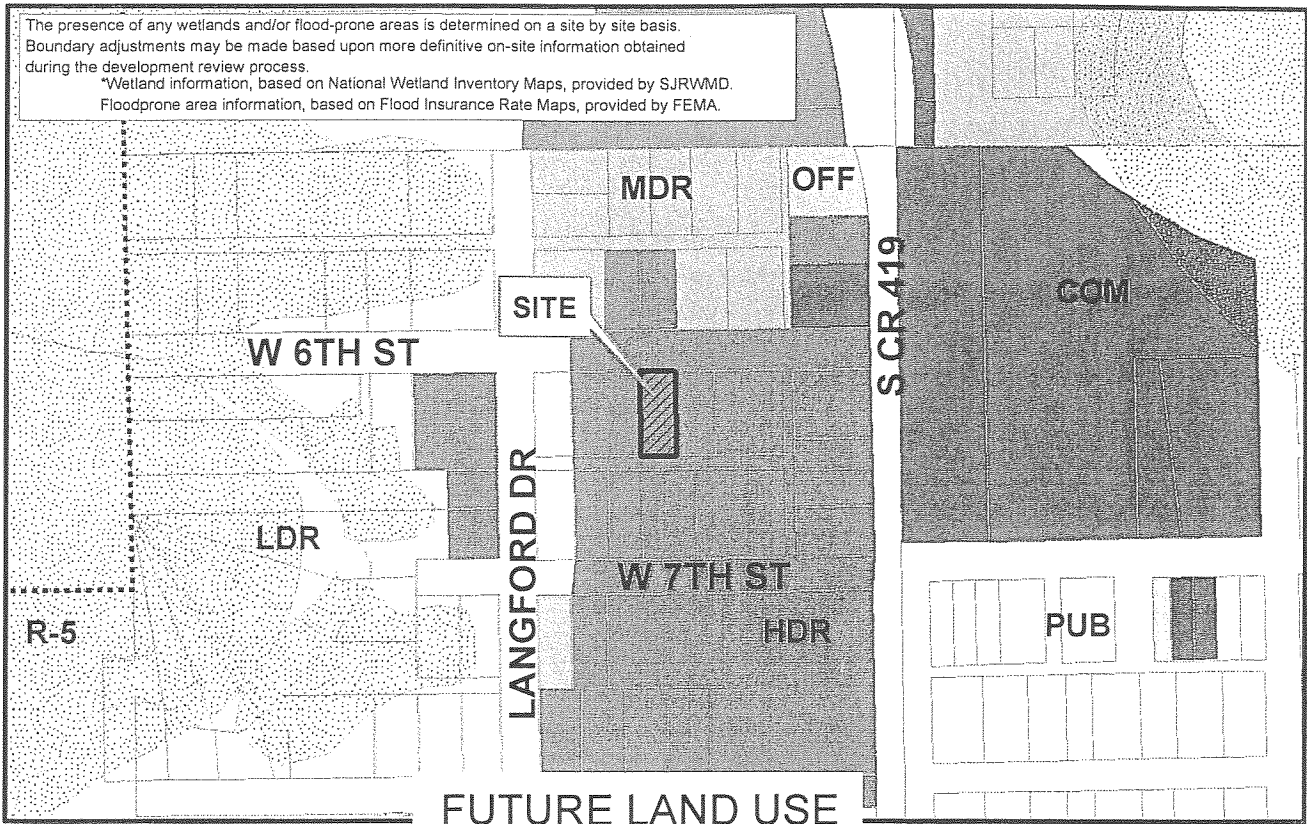 The presence of any wetlands and/or flood-prone areas is determined on a site by site basis.
Boundary adjustments may be made based upon more definitive on-site information obtained
during the development review process.
*Wetland information, based on National Wetland Inventory Maps, provided by SJRWMD.
Floodprone area information, based on Flood Insurance Rate Maps, provided by FEMA.
MDR
OFF
S CR 419
COM
SITE
W 6TH ST
LANGFORD DR
LDR
W 7TH ST
R-5
HDR
PUB
FUTURE LAND USE